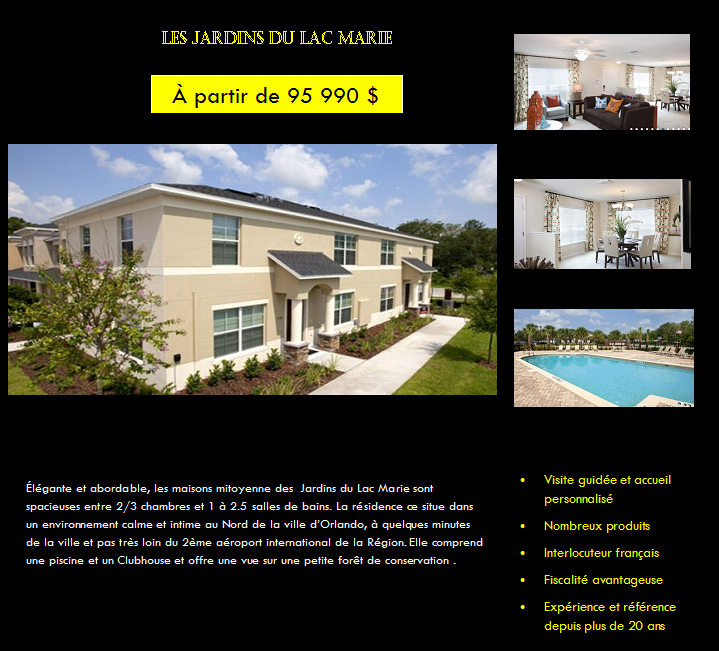 LES JARDINS DU LAC MARIE
À partir de 95 990 $
Élégante et abordable, les maisons mitoyenne des  Jardins du Lac Marie sont
spacieuses entre 2/3 chambres et 1 à 2.5 salles de bains. La résidence ce situe dans
un environnement calme et intime au Nord de la ville d'Orlando, à quelques minutes
de la ville et pas très loin du 2ème aéroport international de la Région. Elle comprend
une piscine et un Clubhouse et offre une vue sur une petite forêt de conservation .
• Visite guidée et accueil
personnalisé
• Nombreux produits
• Interlocuteur français
• Fiscalité avantageuse
• Expérience et référence
depuis plus de 20 ans